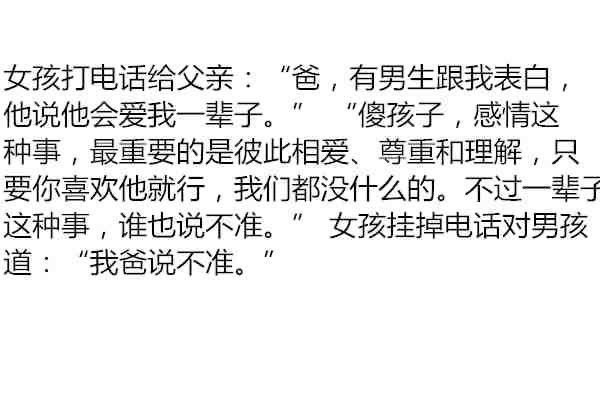 女孩打电话给父亲：“爸，有男生跟我表白，
他说他会爱我一辈子。” “傻孩子，感情这
种事，最重要的是彼此相爱、尊重和理解，只
要你喜欢他就行，我们都没什么的。不过一辈子
这种事，谁也说不准。” 女孩挂掉电话对男孩
道：“我爸说不准。”